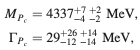 M_{P_c} = 4337^{+7}_{-4}{}^{+2}_{-2} MeV,
Γ_{P_c} = 29^{+26}_{-12}{}^{+14}_{-14} MeV,